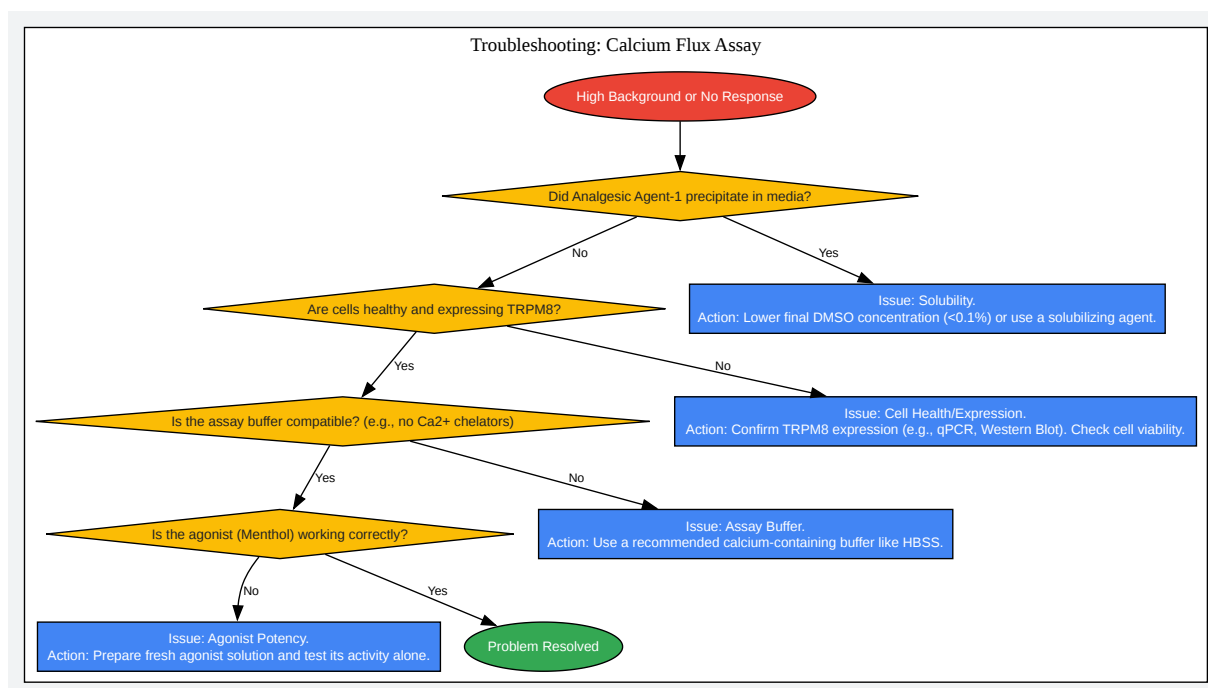 Troubleshooting: Calcium Flux Assay
High Background or No Response
Did Analgesic Agent-1 precipitate in media?
No
Yes
Are cells healthy and expressing TRPM8?
Issue: Solubility.
Action: Lower final DMSO concentration (<0.1%) or use a solubilizing agent.
Yes
No
Is the assay buffer compatible? (e.g., no Ca2+ chelators)
Issue: Cell Health/Expression.
Action: Confirm TRPM8 expression (e.g., qPCR, Western Blot). Check cell viability.
Yes
No
Is the agonist (Menthol) working correctly?
Issue: Assay Buffer.
Action: Use a recommended calcium-containing buffer like HBSS.
No
Yes
Issue: Agonist Potency.
Action: Prepare fresh agonist solution and test its activity alone.
Problem Resolved